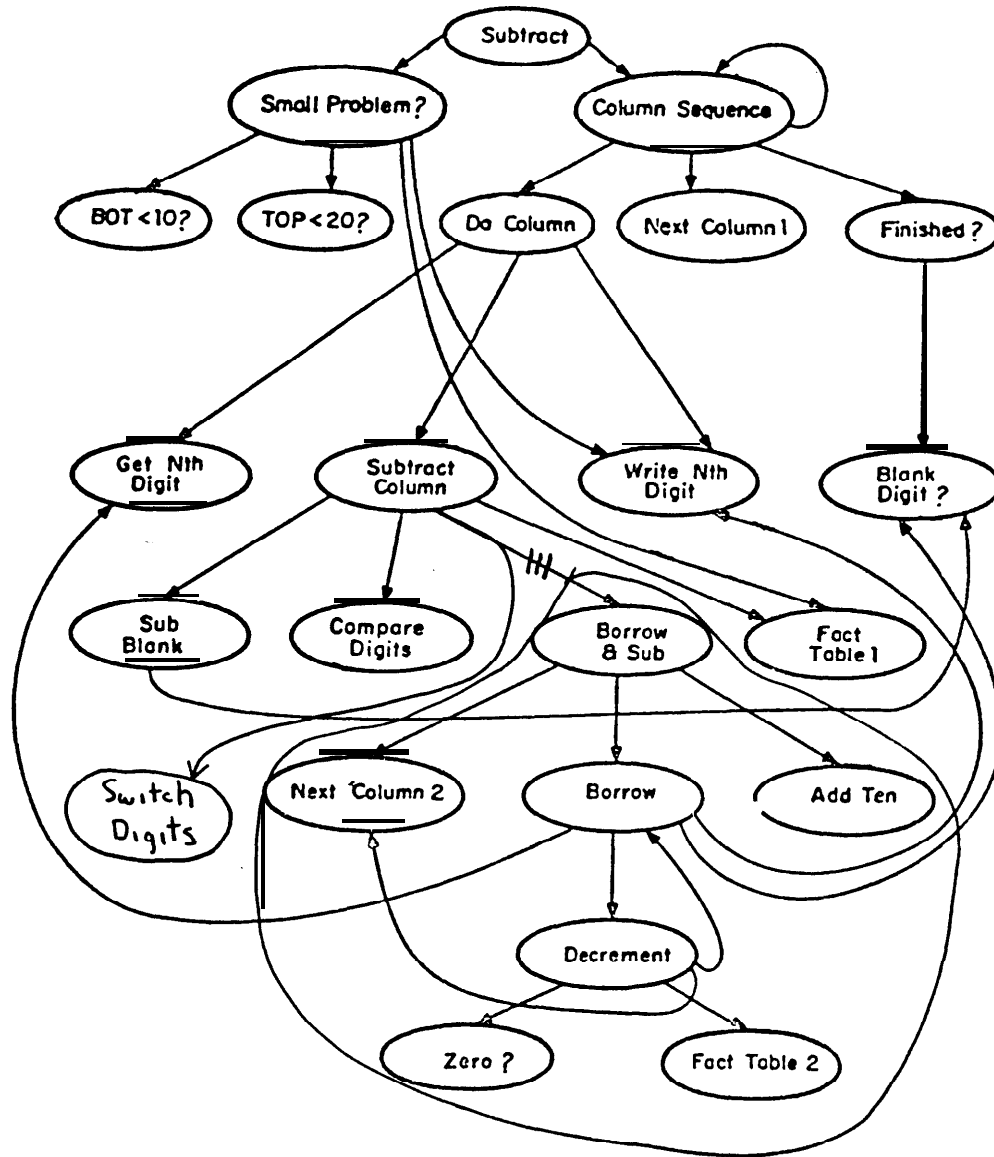 Subtract
Small Problem?
Column Sequence
BOT<10?
TOP<20?
Do Column
Next Column 1
Finished?
Get Nth
Digit
Subtract
Column
Write Nth
Digit
Blank
Digit?
Sub
Blank
Compare
Digits
Borrow
& Sub
Fact
Table 1
Switch
Digits
Next Column 2
Borrow
Add Ten
Decrement
Zero?
Fact Table 2